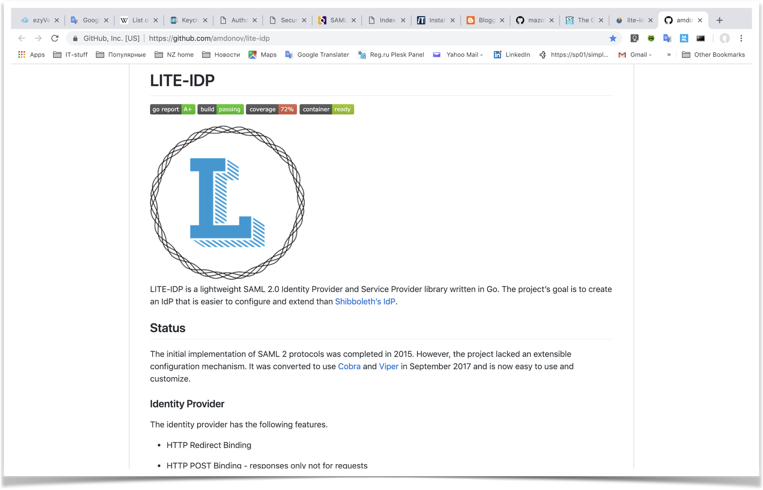 ezyVe
Googl
List o
Keyc
Auth
Secu
SAML
Index
Instal
Blog
maz
The
lite-i
amdo
GitHub, Inc. [US] https://github.com/amdonov/lite-idp
Apps IT-stuff Популярные NZ home Новости Maps Google Translater Reg.ru Plesk Panel Yahoo Mail LinkedIn https://sp01/simpl... Gmail » Other Bookmarks
LITE-IDP
go report A+ build passing coverage 72% container ready
L
LITE-IDP is a lightweight SAML 2.0 Identity Provider and Service Provider library written in Go. The project's goal is to create
an IdP that is easier to configure and extend than Shibboleth's IdP.
Status
The initial implementation of SAML 2 protocols was completed in 2015. However, the project lacked an extensible
configuration mechanism. It was converted to use Cobra and Viper in September 2017 and is now easy to use and
customize.
Identity Provider
The identity provider has the following features.
• HTTP Redirect Binding
• HTTP POST Binding - responses only not for requests